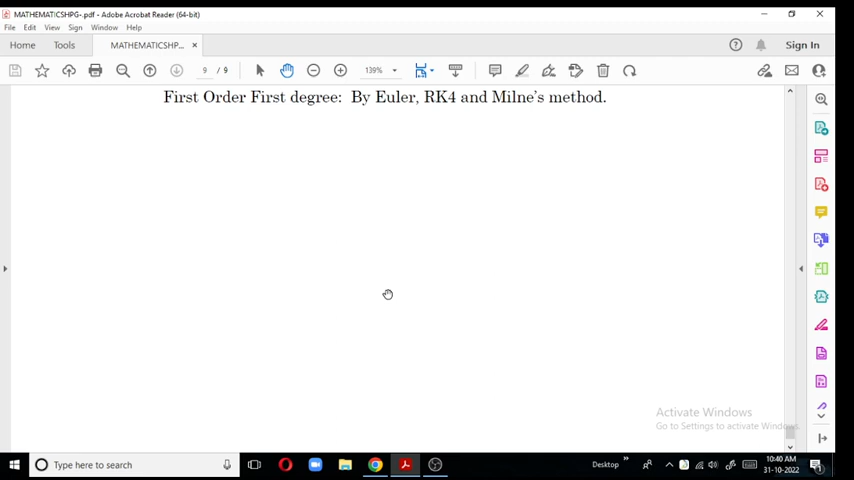 MATHEMATICSHPG-.pdf - Adobe Acrobat Reader (64-bit)
File Edit View Sign Window Help
Home Tools MATHEMATICSHP... × Sign In
9 / 9 139%
First Order First degree: By Euler, RK4 and Milne's method.
Activate Windows
Go to Settings to activate Windows.
Type here to search
Desktop
10:40 AM
31-10-2022